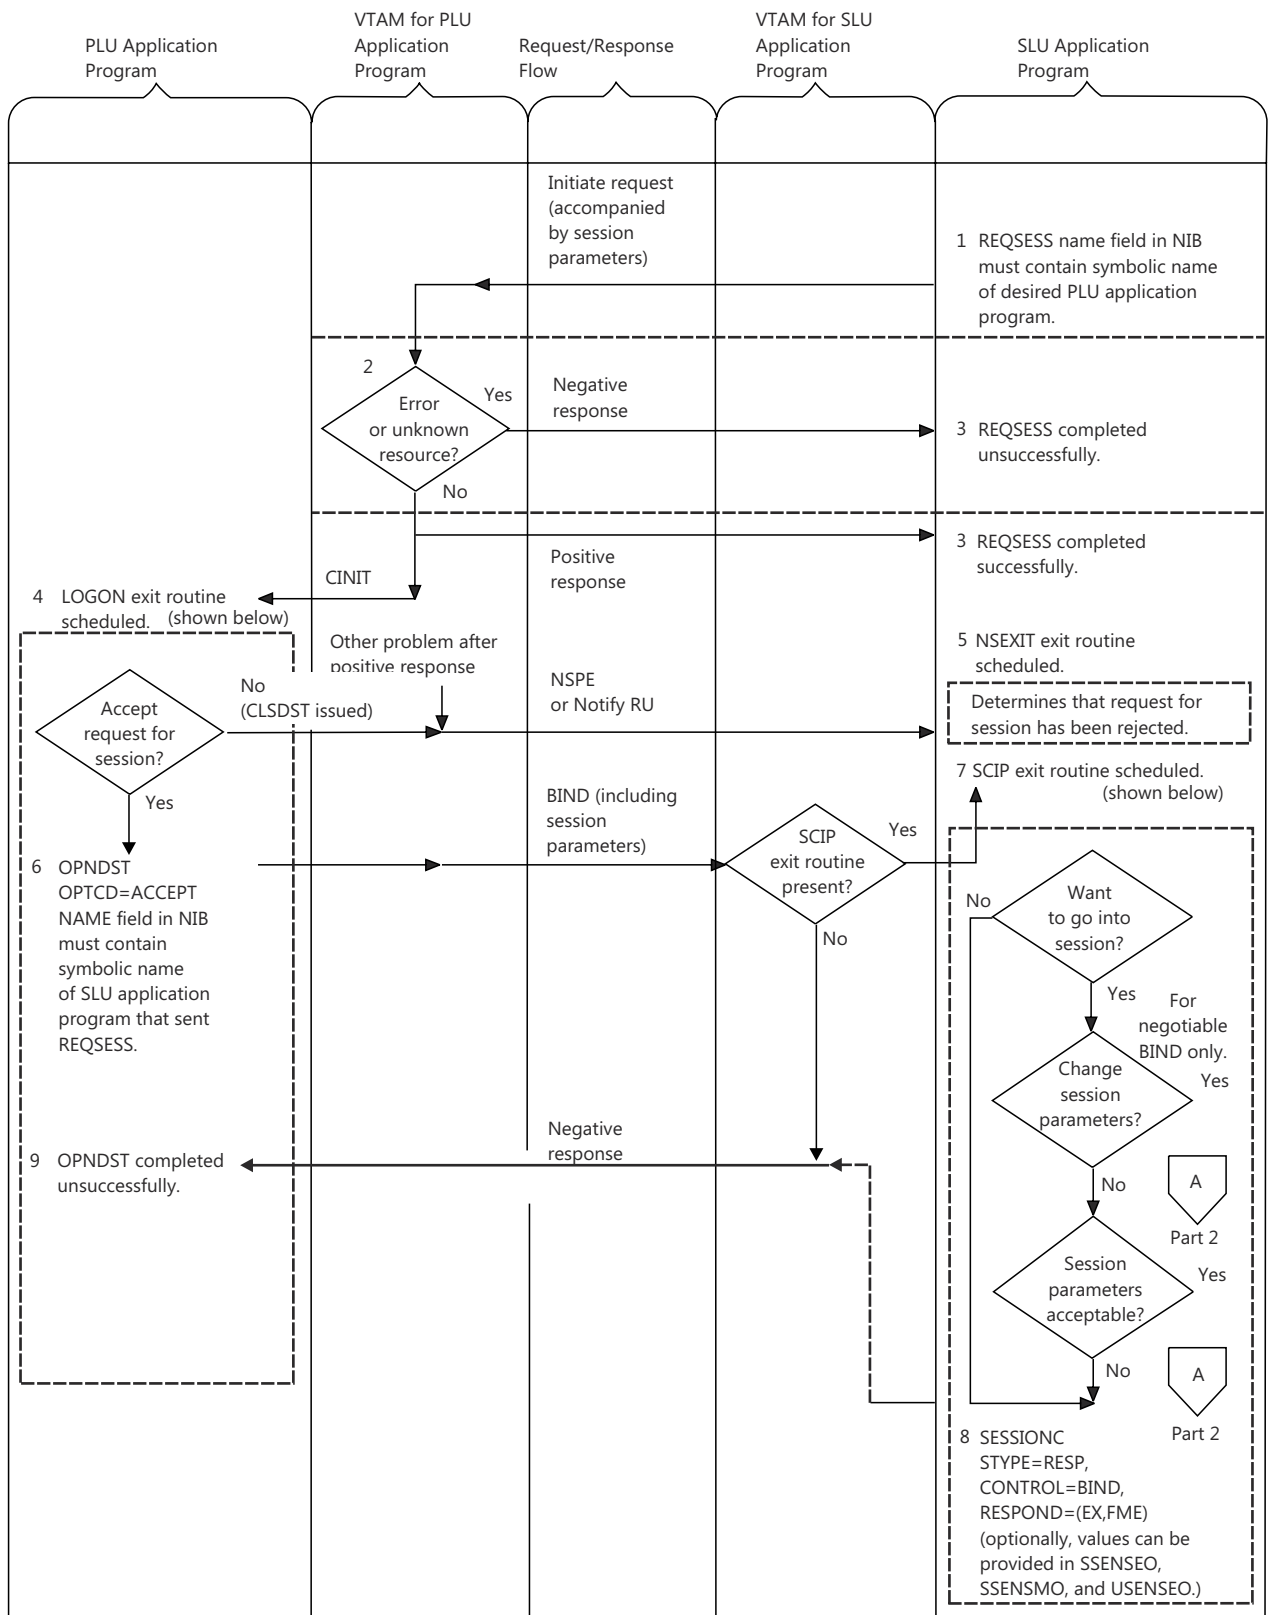 PLU Application
Program
VTAM for PLU
Application
Program
Request/Response
Flow
VTAM for SLU
Application
Program
SLU Application
Program
Initiate request
(accompanied
by session
parameters)
1 REQSESS name field in NIB
must contain symbolic name
of desired PLU application
program.
2
Error
or unknown
resource?
Yes
Negative
response
3 REQSESS completed
unsuccessfully.
No
Positive
response
3 REQSESS completed
successfully.
CINIT
4 LOGON exit routine
scheduled. (shown below)
Other problem after
positive response
5 NSEXIT exit routine
scheduled.
Accept
request for
session?
No
(CLSDST issued)
NSPE
or Notify RU
Determines that request for
session has been rejected.
Yes
7 SCIP exit routine scheduled.
(shown below)
6 OPNDST
OPTCD=ACCEPT
NAME field in NIB
must contain
symbolic name
of SLU application
program that sent
REQSESS.
BIND (including
session
parameters)
SCIP
exit routine
present?
Yes
No
No
Want
to go into
session?
Yes
For
negotiable
BIND only.
Change
session
parameters?
Yes
Negative
response
9 OPNDST completed
unsuccessfully.
No
A
Part 2
Session
parameters
acceptable?
Yes
No
A
Part 2
8 SESSIONC
STYPE=RESP,
CONTROL=BIND,
RESPOND=(EX,FME)
(optionally, values can be
provided in SSENSEO,
SSENSMO, and USENSEO.)